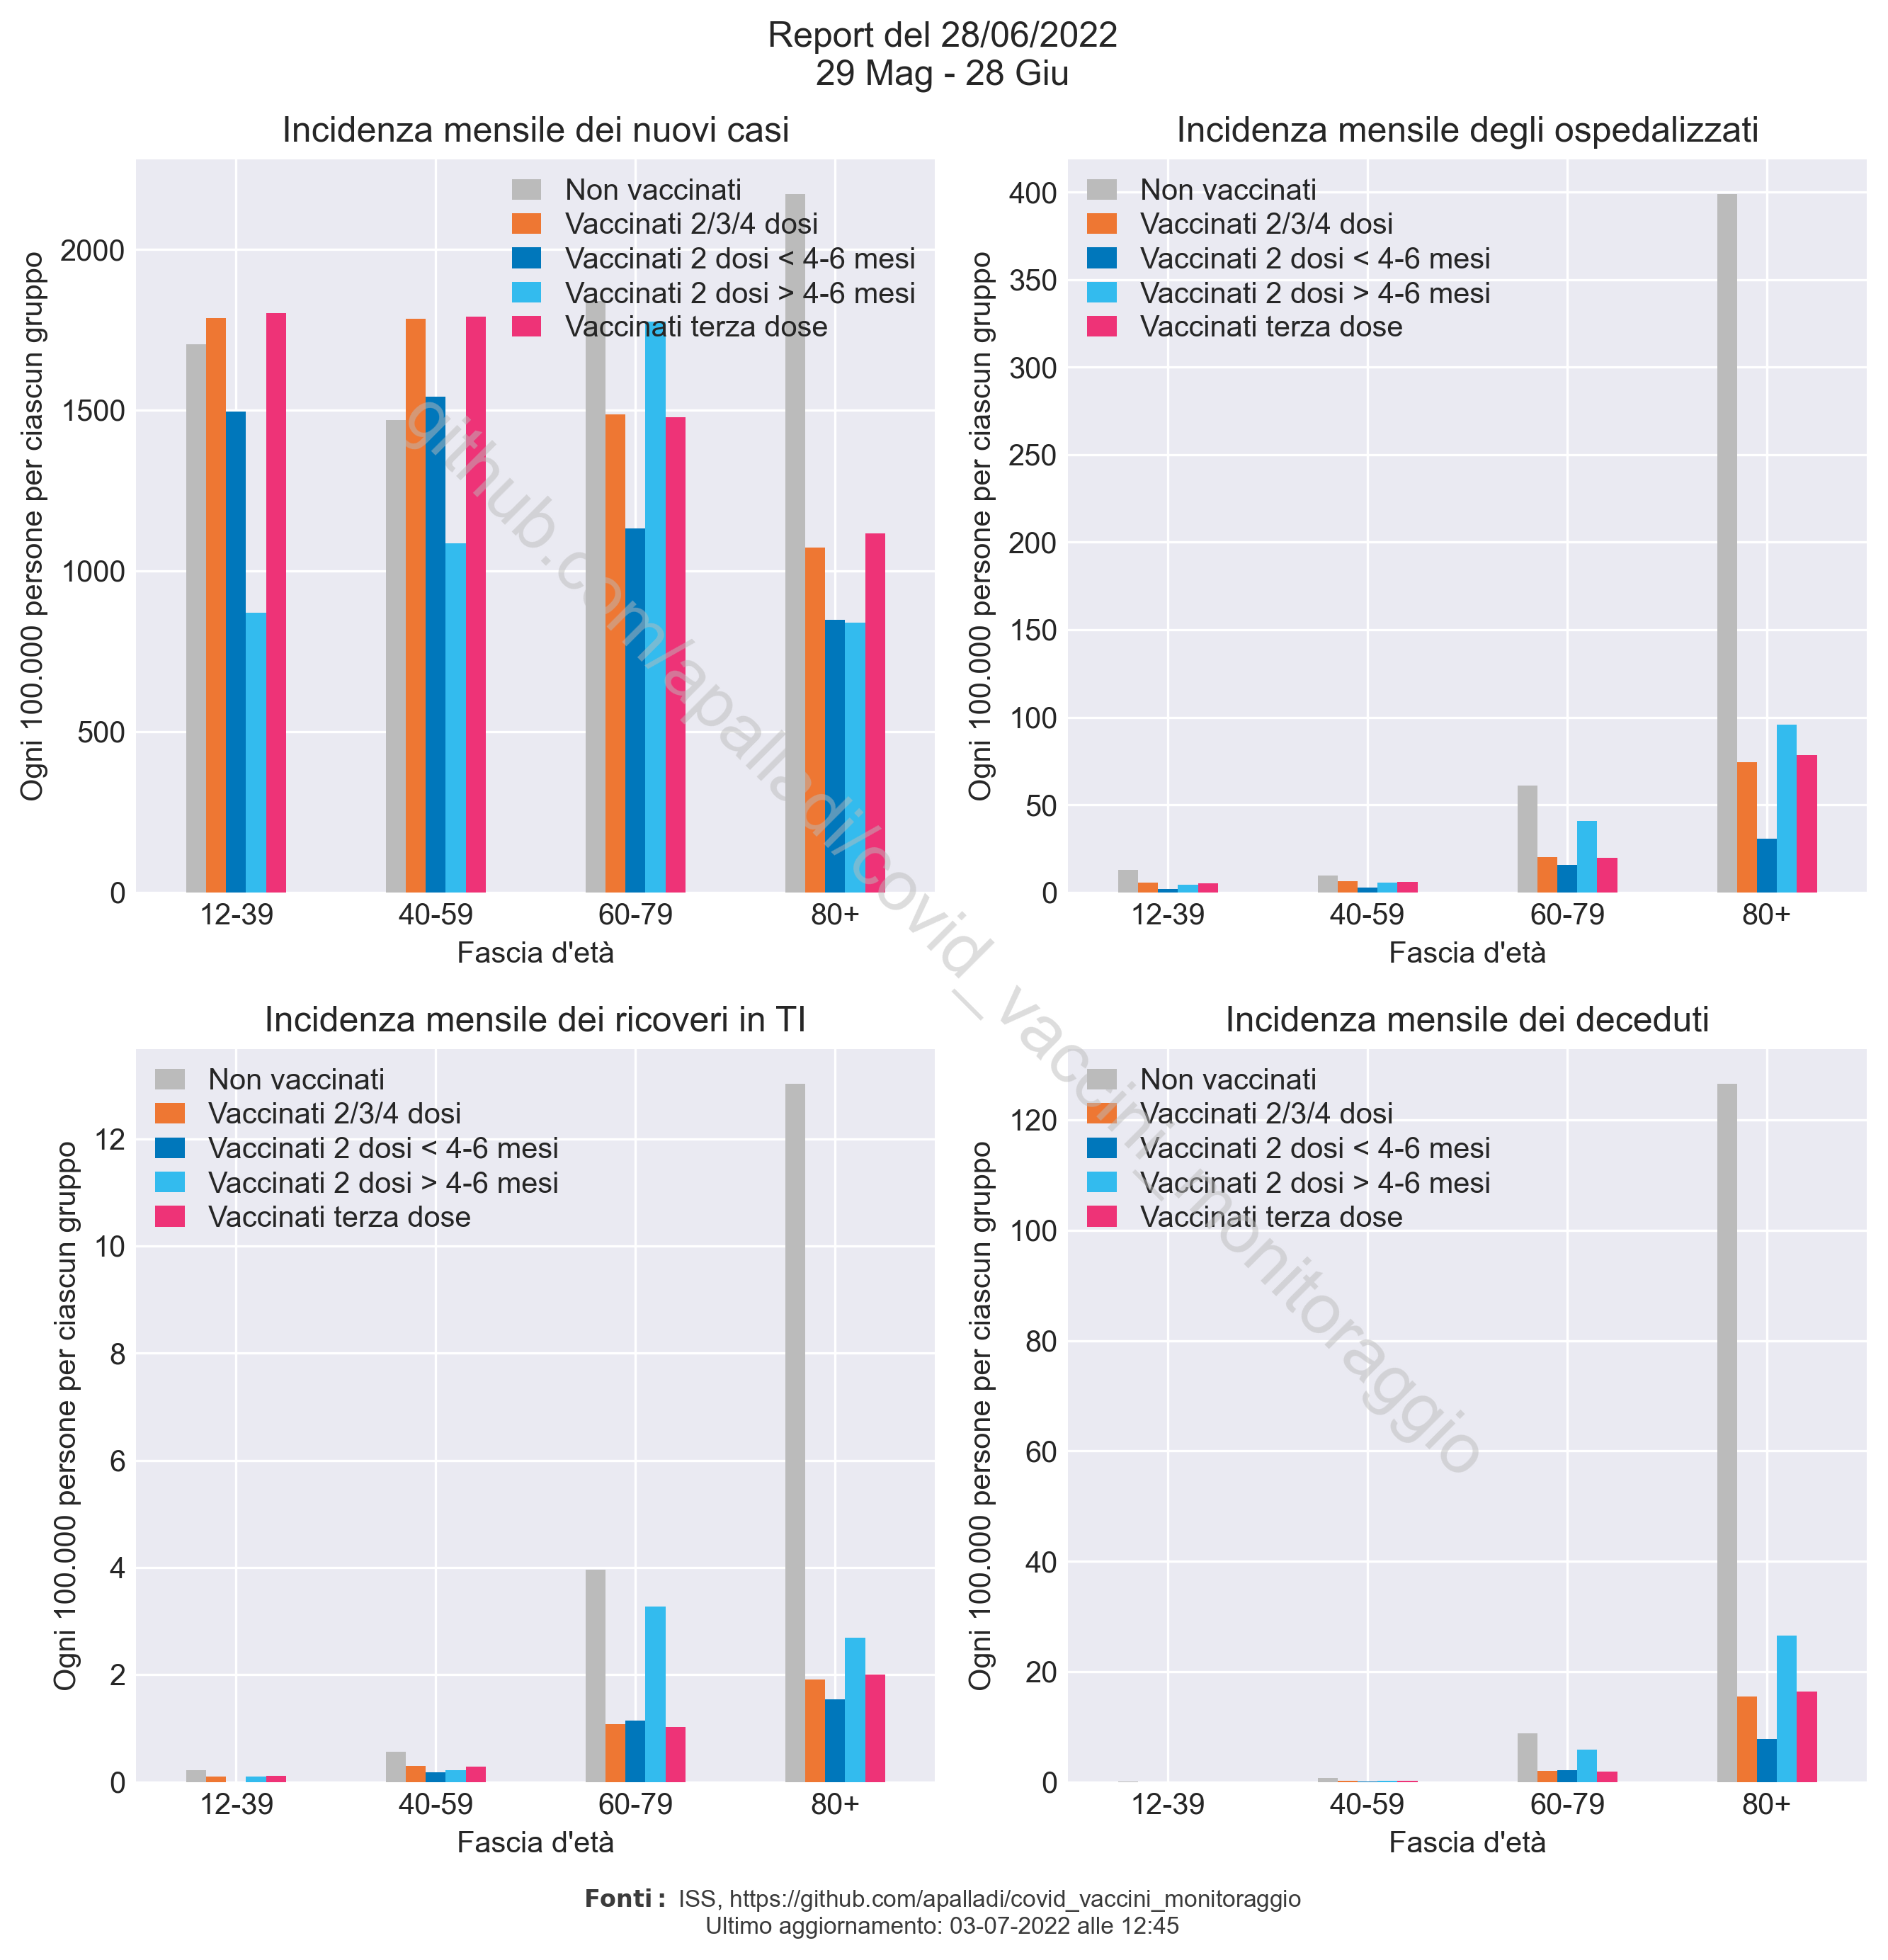 Report del 28/06/2022
29 Mag - 28 Giu
Incidenza mensile dei nuovi casi
Ogni 100.000 persone per ciascun gruppo
2000
1500
1000
500
0
Non vaccinati
Vaccinati 2/3/4 dosi
Vaccinati 2 dosi < 4-6 mesi
Vaccinati 2 dosi > 4-6 mesi
Vaccinati terza dose
12-39 40-59 60-79 80+
Fascia d'età
Incidenza mensile degli ospedalizzati
Ogni 100.000 persone per ciascun gruppo
400
350
300
250
200
150
100
50
0
Non vaccinati
Vaccinati 2/3/4 dosi
Vaccinati 2 dosi < 4-6 mesi
Vaccinati 2 dosi > 4-6 mesi
Vaccinati terza dose
12-39 40-59 60-79 80+
Fascia d'età
Incidenza mensile dei ricoveri in TI
Ogni 100.000 persone per ciascun gruppo
12
10
8
6
4
2
0
Non vaccinati
Vaccinati 2/3/4 dosi
Vaccinati 2 dosi < 4-6 mesi
Vaccinati 2 dosi > 4-6 mesi
Vaccinati terza dose
12-39 40-59 60-79 80+
Fascia d'età
Incidenza mensile dei deceduti
Ogni 100.000 persone per ciascun gruppo
120
100
80
60
40
20
0
Non vaccinati
Vaccinati 2/3/4 dosi
Vaccinati 2 dosi < 4-6 mesi
Vaccinati 2 dosi > 4-6 mesi
Vaccinati terza dose
12-39 40-59 60-79 80+
Fascia d'età
github.com/apalladi/covid_vaccini_monitoraggio
Fonti: ISS, https://github.com/apalladi/covid_vaccini_monitoraggio
Ultimo aggiornamento: 03-07-2022 alle 12:45